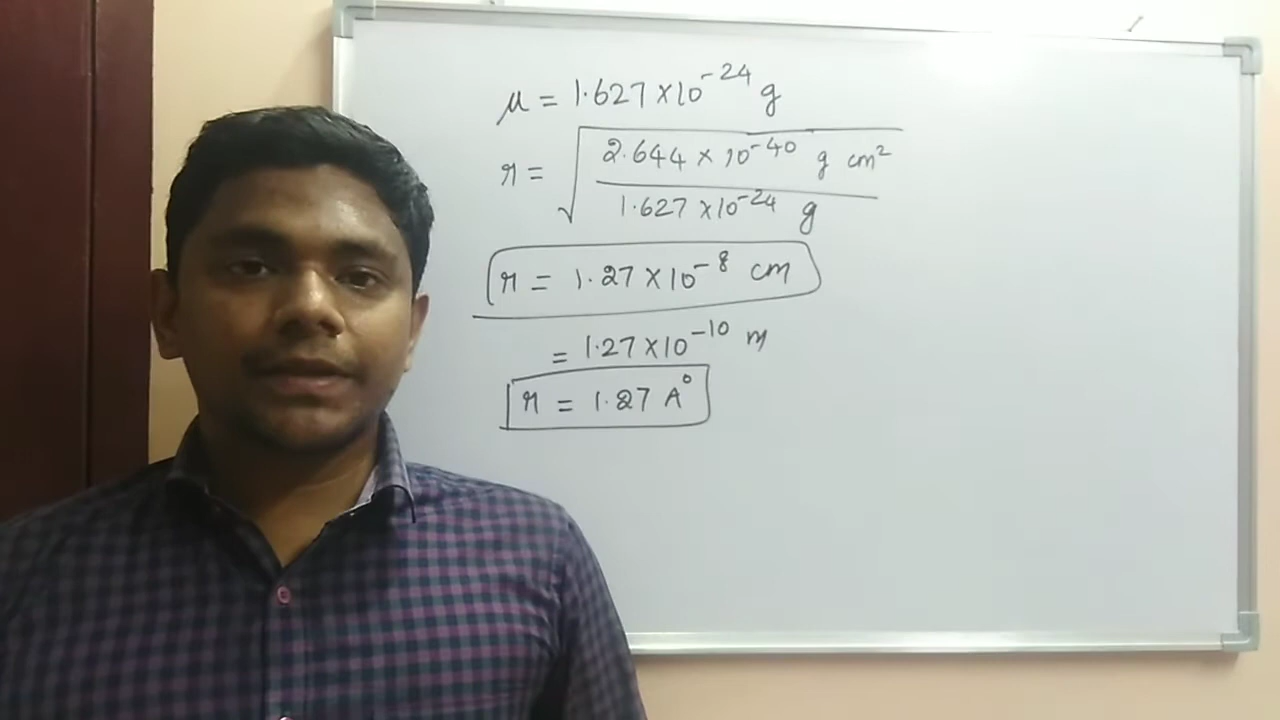 μ = 1.627 × 10⁻²⁴ g
r = √(2.644 × 10⁻⁴⁰ g cm² / 1.627 × 10⁻²⁴ g)
r = 1.27 × 10⁻⁸ cm
= 1.27 × 10⁻¹⁰ m
r = 1.27 A°